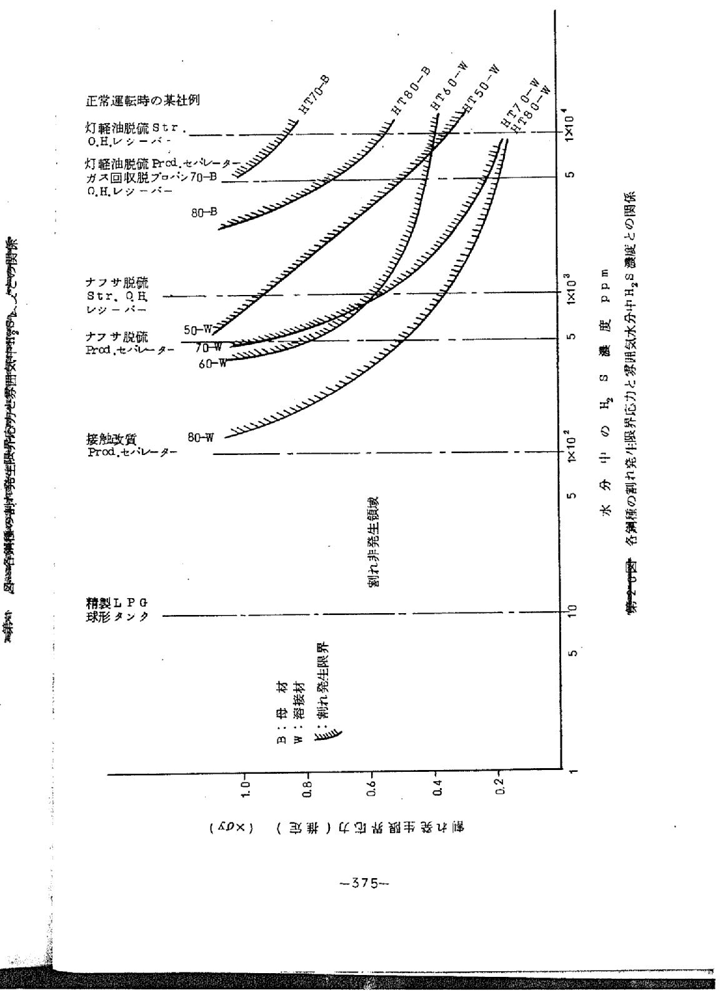 正常運転時の某社例
灯軽油脱硫Str.
O.H.レシーバー
灯軽油脱硫Prod.セパレーター
ガス回収脱プロパン70-B
O.H.レシーバー
80-B
ナフサ脱硫
Str. O.H.
レシーバー
50-W
ナフサ脱硫
Prod.セパレーター
70-W
60-W
接触改質
Prod.セパレーター
80-W
精製LPG
球形タンク
HT70-B
HT80-B
HT60-W
HT50-W
HT70-W
HT80-W
割れ非発生領域
B:母 材
W:溶接材
:割れ発生限界
1×10⁴
5
1×10³
5
1×10²
5
10
5
1
水分中のH₂S濃度 ppm
1.0
0.8
0.6
0.4
0.2
割れ発生限界応力(推定) (×σy)
第20図 各鋼種の割れ発生限界応力と雰囲気水分中H₂S濃度との関係
-375-